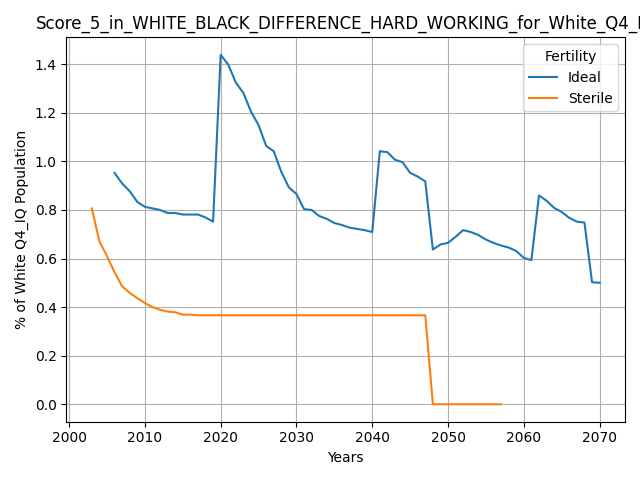 Score_5_in_WHITE_BLACK_DIFFERENCE_HARD_WORKING_for_White_Q4_I
Fertility
Ideal
Sterile
% of White Q4_IQ Population
1.4
1.2
1.0
0.8
0.6
0.4
0.2
0.0
2000 2010 2020 2030 2040 2050 2060 2070
Years